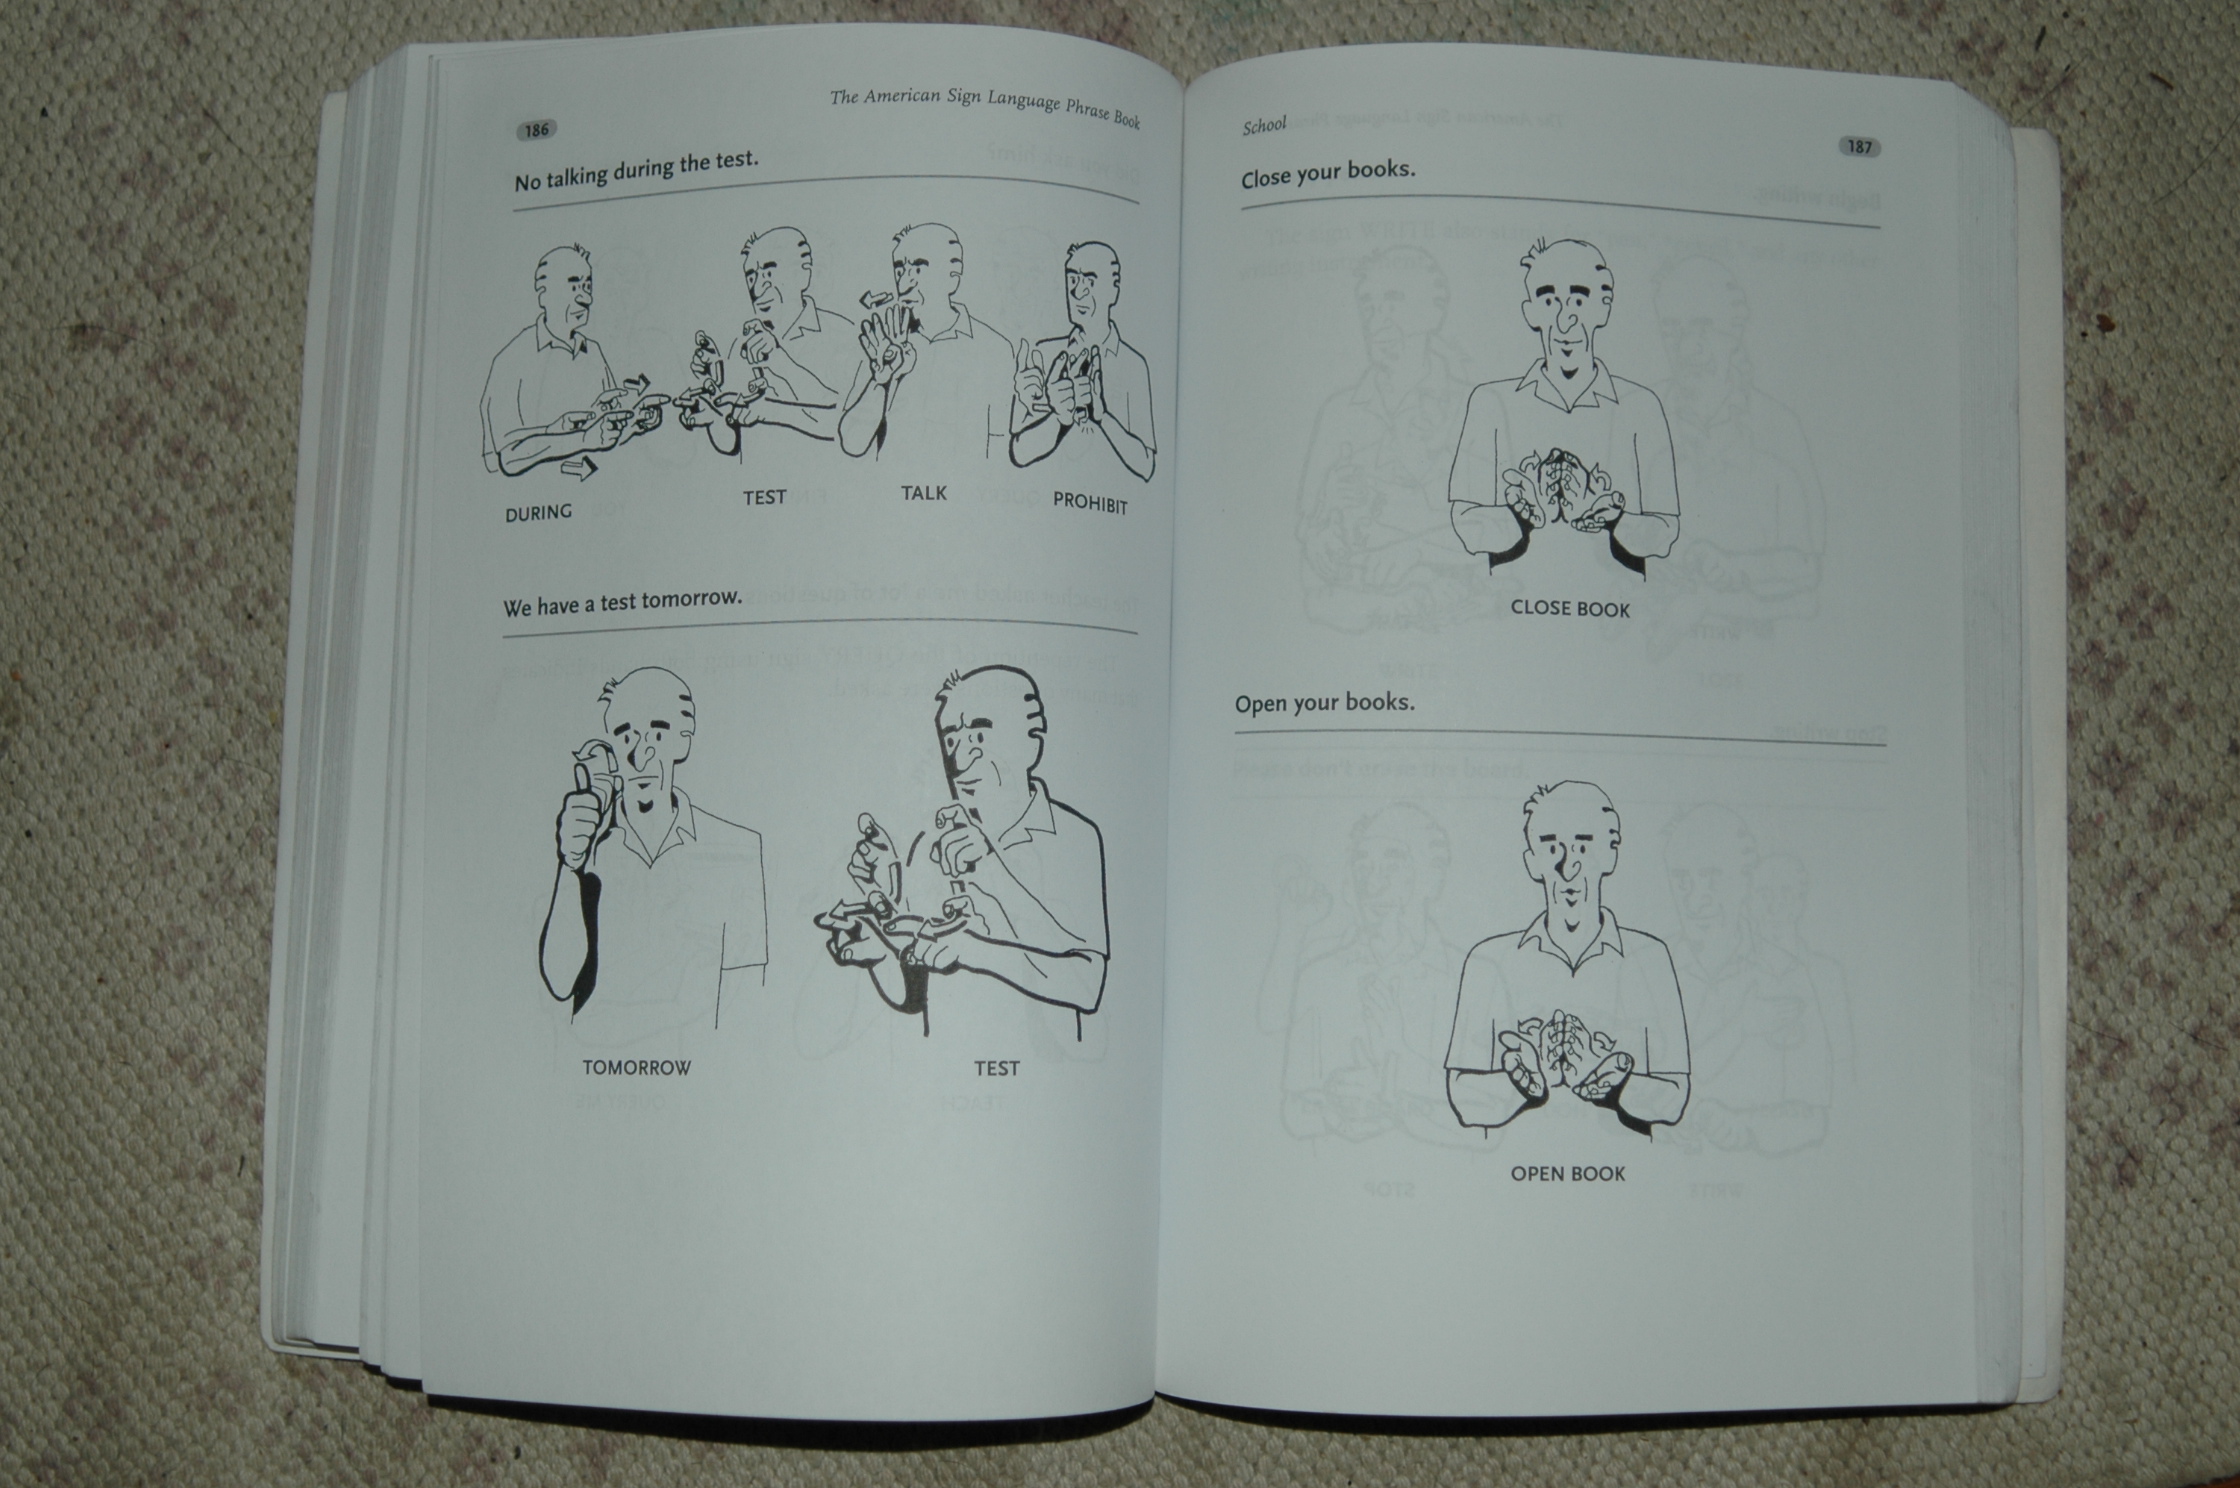 186
The American Sign Language Phrase Book
No talking during the test.
DURING
TEST
TALK
PROHIBIT
We have a test tomorrow.
TOMORROW
TEST
School
187
Close your books.
CLOSE BOOK
Open your books.
OPEN BOOK